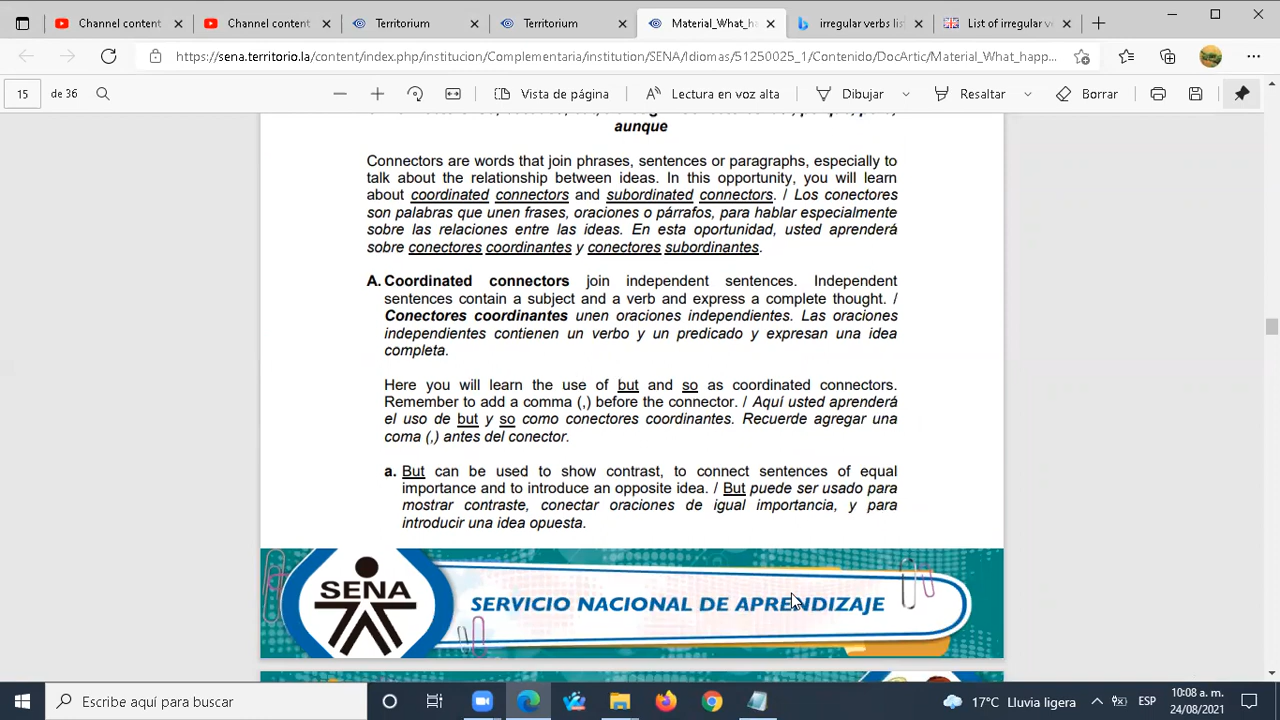 Channel content
Channel content
Territorium
Territorium
Material_What_ha
irregular verbs lis
List of irregular ve
https://sena.territorio.la/content/index.php/institucion/Complementaria/institution/SENA/Idiomas/51250025_1/Contenido/DocArtic/Material_What_happ...
15 de 36
Vista de página
Lectura en voz alta
Dibujar
Resaltar
Borrar
aunque
Connectors are words that join phrases, sentences or paragraphs, especially to
talk about the relationship between ideas. In this opportunity, you will learn
about coordinated connectors and subordinated connectors. / Los conectores
son palabras que unen frases, oraciones o párrafos, para hablar especialmente
sobre las relaciones entre las ideas. En esta oportunidad, usted aprenderá
sobre conectores coordinantes y conectores subordinantes.
A. Coordinated connectors join independent sentences. Independent
sentences contain a subject and a verb and express a complete thought. /
Conectores coordinantes unen oraciones independientes. Las oraciones
independientes contienen un verbo y un predicado y expresan una idea
completa.
Here you will learn the use of but and so as coordinated connectors.
Remember to add a comma (,) before the connector. / Aquí usted aprenderá
el uso de but y so como conectores coordinantes. Recuerde agregar una
coma (,) antes del conector.
a. But can be used to show contrast, to connect sentences of equal
importance and to introduce an opposite idea. / But puede ser usado para
mostrar contraste, conectar oraciones de igual importancia, y para
introducir una idea opuesta.
SENA
SERVICIO NACIONAL DE APRENDIZAJE
Escribe aquí para buscar
17°C Lluvia ligera
ESP
10:08 a. m.
24/08/2021